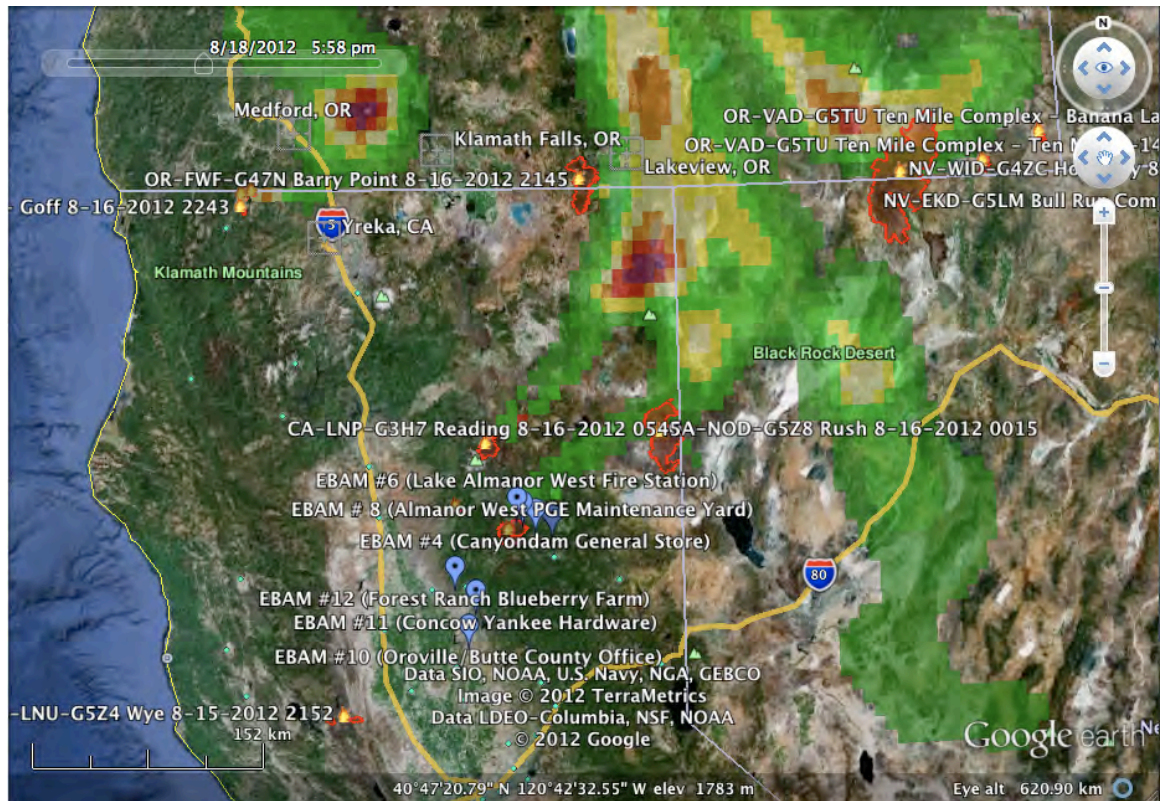 N
8/18/2012 5:58 pm
Medford, OR
Klamath Falls, OR
OR-VAD-G5TU Ten Mile Complex - Banana La
OR-VAD-G5TU Ten Mile Complex - Ten
14
Lakeview, OR
OR-FWF-G47N Barry Point 8-16-2012 2145
NV-WID-G4ZC
8
- Goff 8-16-2012 2243
NV-EKD-G5LM Bull Run Com
5
Yreka, CA
Klamath Mountains
Black Rock Desert
CA-LNP-G3H7 Reading 8-16-2012 0545
A-NOD-G5Z8 Rush 8-16-2012 0015
EBAM #6 (Lake Almanor West Fire Station)
EBAM # 8 (Almanor West PGE Maintenance Yard)
EBAM #4 (Canyondam General Store)
80
EBAM #12 (Forest Ranch Blueberry Farm)
EBAM #11 (Concow Yankee Hardware)
EBAM #10 (Oroville/Butte County Office)
Data SIO, NOAA, U.S. Navy, NGA, GEBCO
Image © 2012 TerraMetrics
Data LDEO-Columbia, NSF, NOAA
© 2012 Google
-LNU-G5Z4 Wye 8-15-2012 2152
152 km
Google earth
Ne
40°47'20.79" N 120°42'32.55" W elev 1783 m
Eye alt 620.90 km